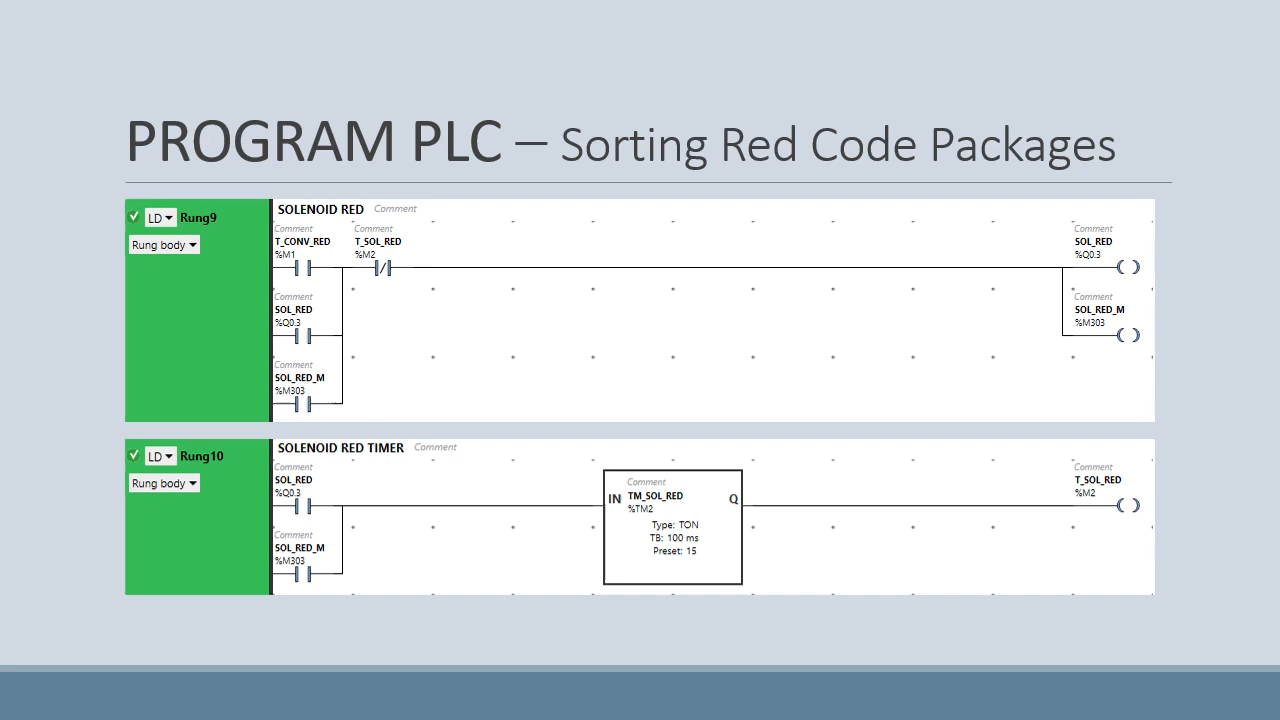 PROGRAM PLC – Sorting Red Code Packages
LD Rung9
Rung body
SOLENOID RED Comment
Comment Comment Comment
T_CONV_RED T_SOL_RED SOL_RED
%M1 %M2 %Q0.3
Comment Comment
SOL_RED SOL_RED_M
%Q0.3 %M303
Comment
SOL_RED_M
%M303
LD Rung10
Rung body
SOLENOID RED TIMER Comment
Comment Comment
SOL_RED T_SOL_RED
%Q0.3 %M2
Comment
IN TM_SOL_RED Q
%TM2
Type: TON
TB: 100 ms
Preset: 15
Comment
SOL_RED_M
%M303